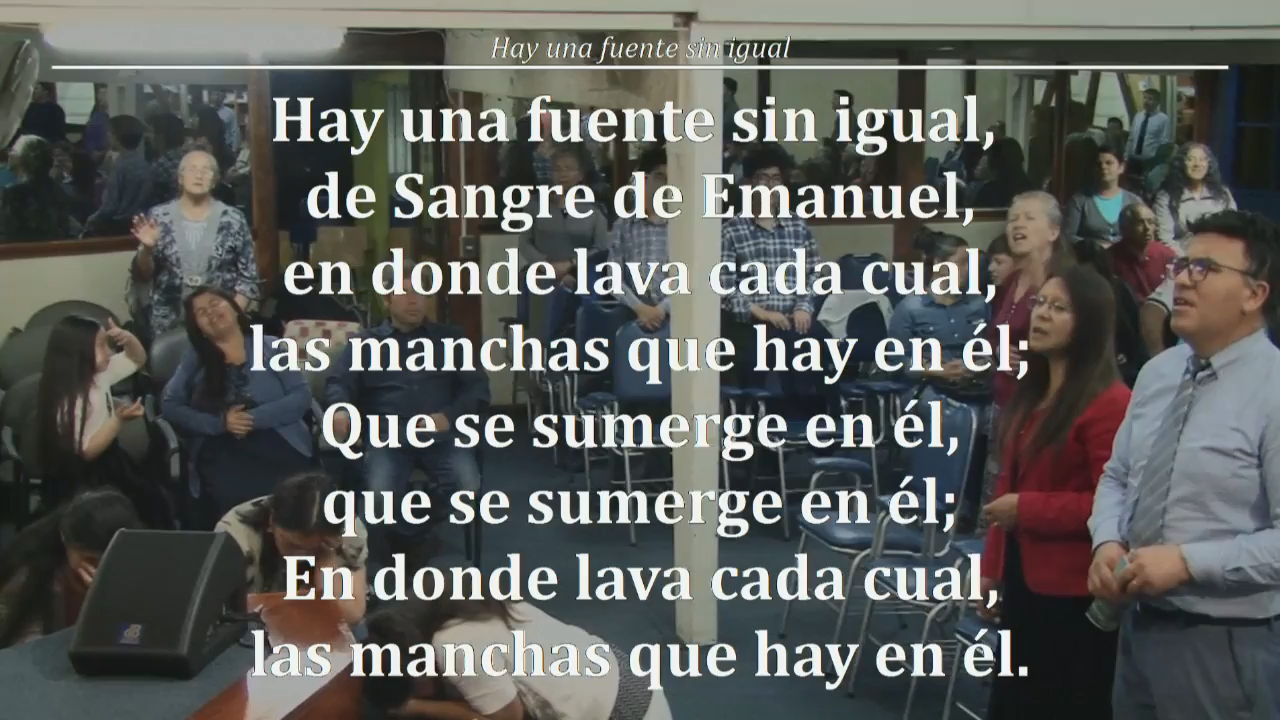 Hay una fuente sin igual
Hay una fuente sin igual,
de Sangre de Emanuel,
en donde lava cada cual,
las manchas que hay en él;
Que se sumerge en él,
que se sumerge en él;
En donde lava cada cual,
las manchas que hay en él.